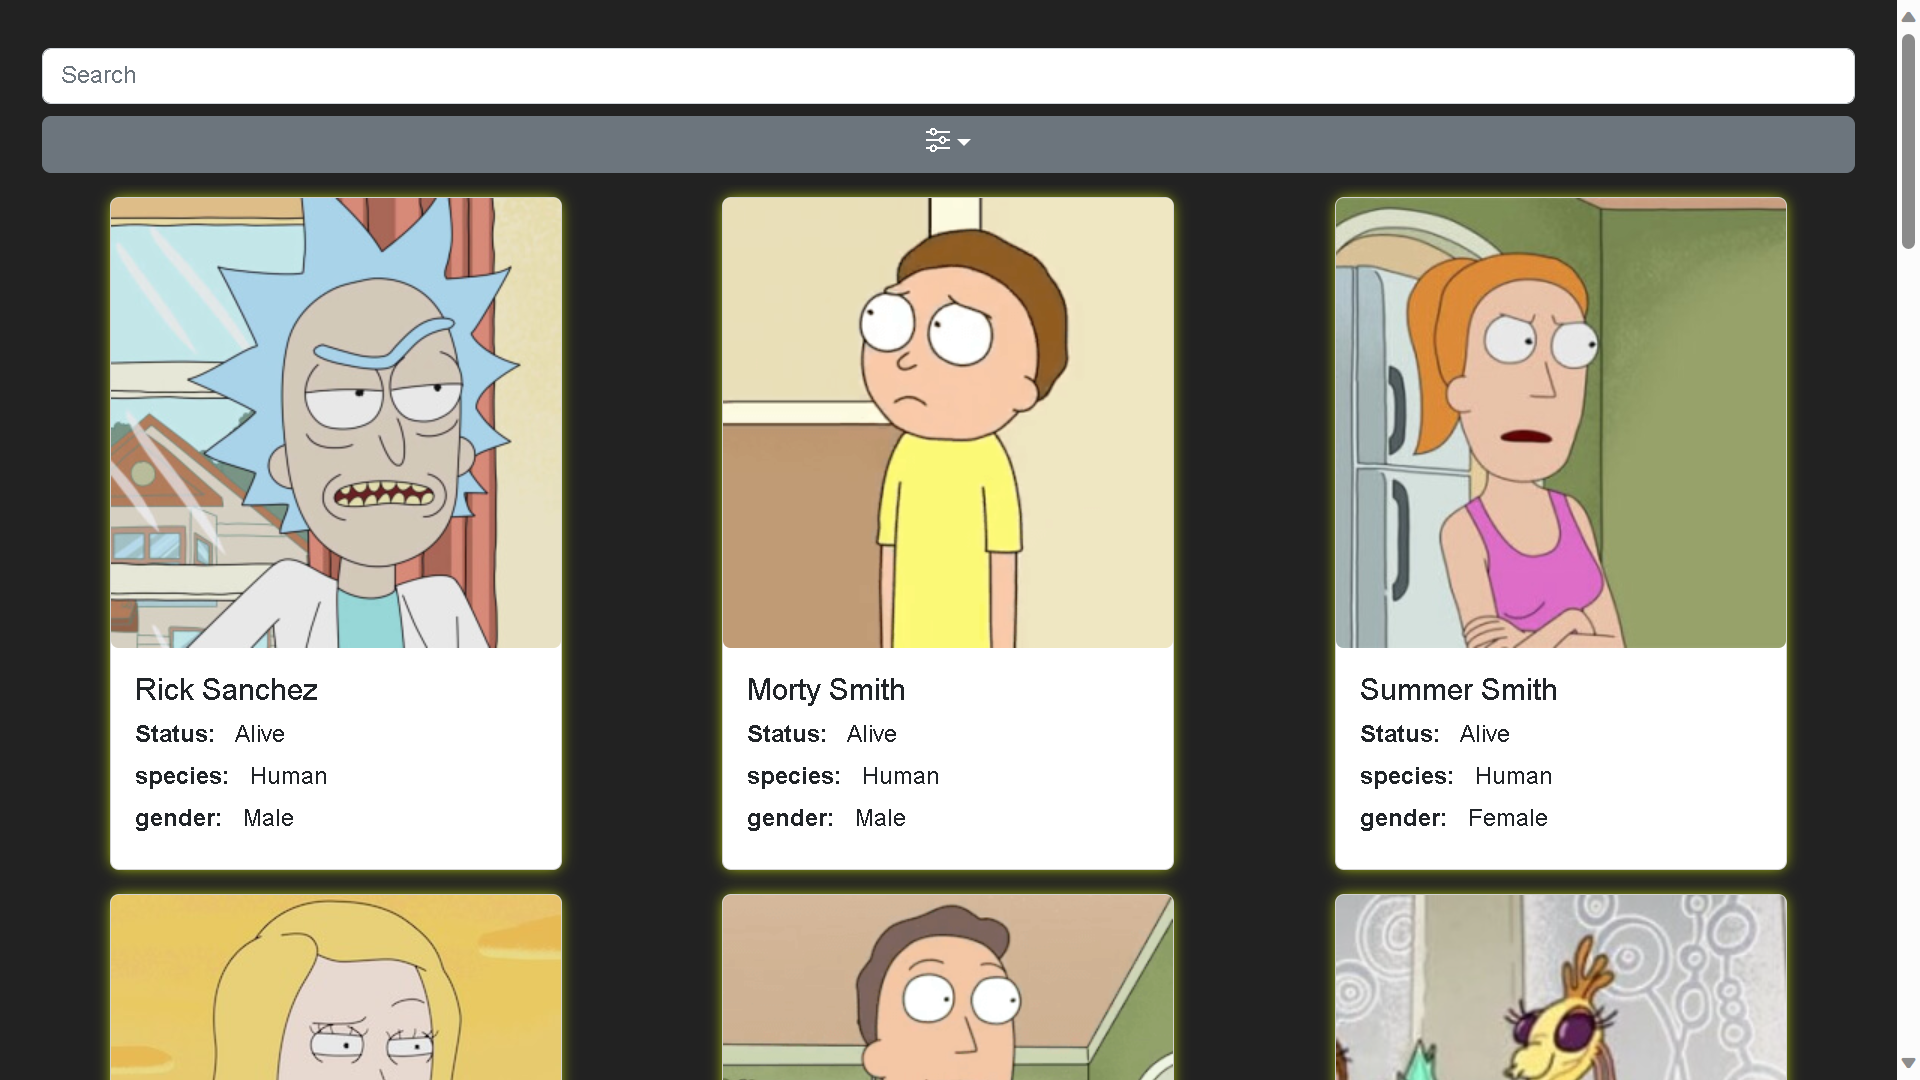 Search
Rick Sanchez
Status: Alive
species: Human
gender: Male
Morty Smith
Status: Alive
species: Human
gender: Male
Summer Smith
Status: Alive
species: Human
gender: Female